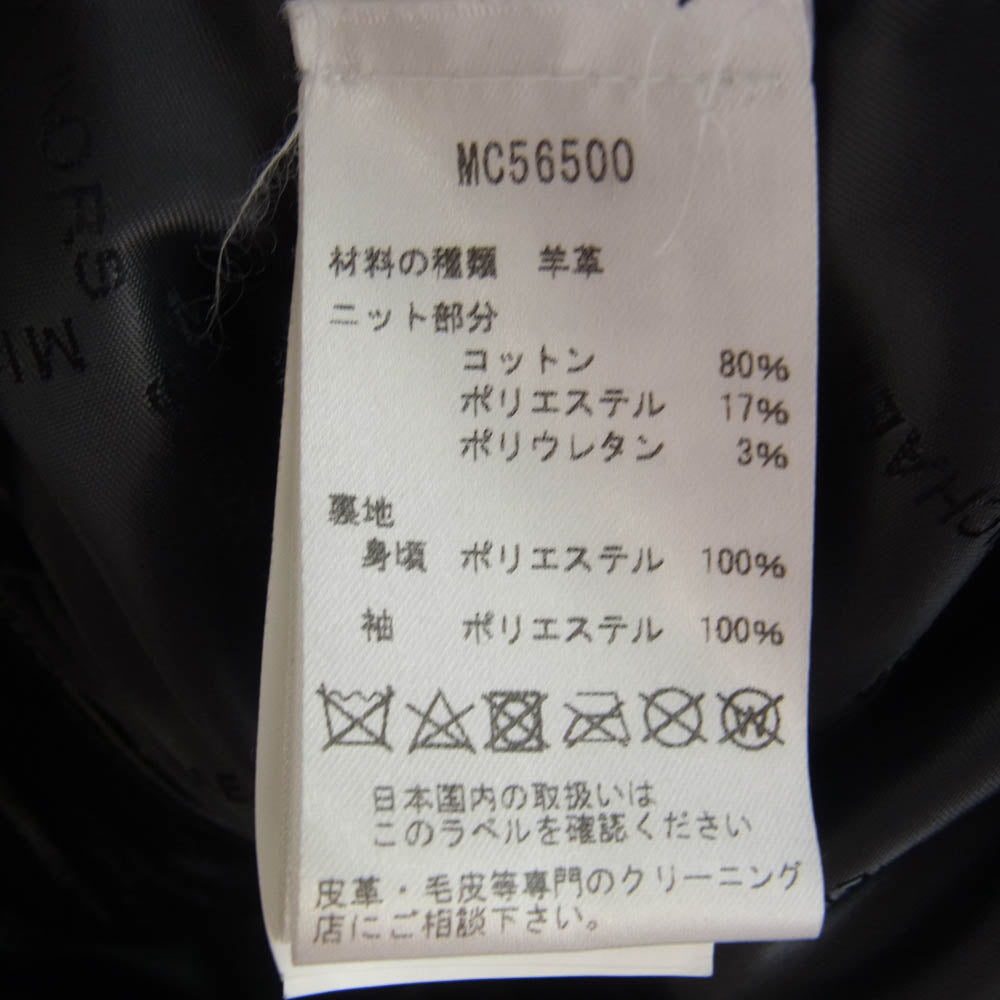 MC56500
材料の種類 羊革
ニット部分
コットン 80%
ポリエステル 17%
ポリウレタン 3%
裏地
身頃 ポリエステル 100%
袖 ポリエステル 100%
W
日本国内の取扱いは
このラベルを確認ください
皮革・毛皮等専門のクリーニング
店にご相談下さい。
KORS MI
CHAE